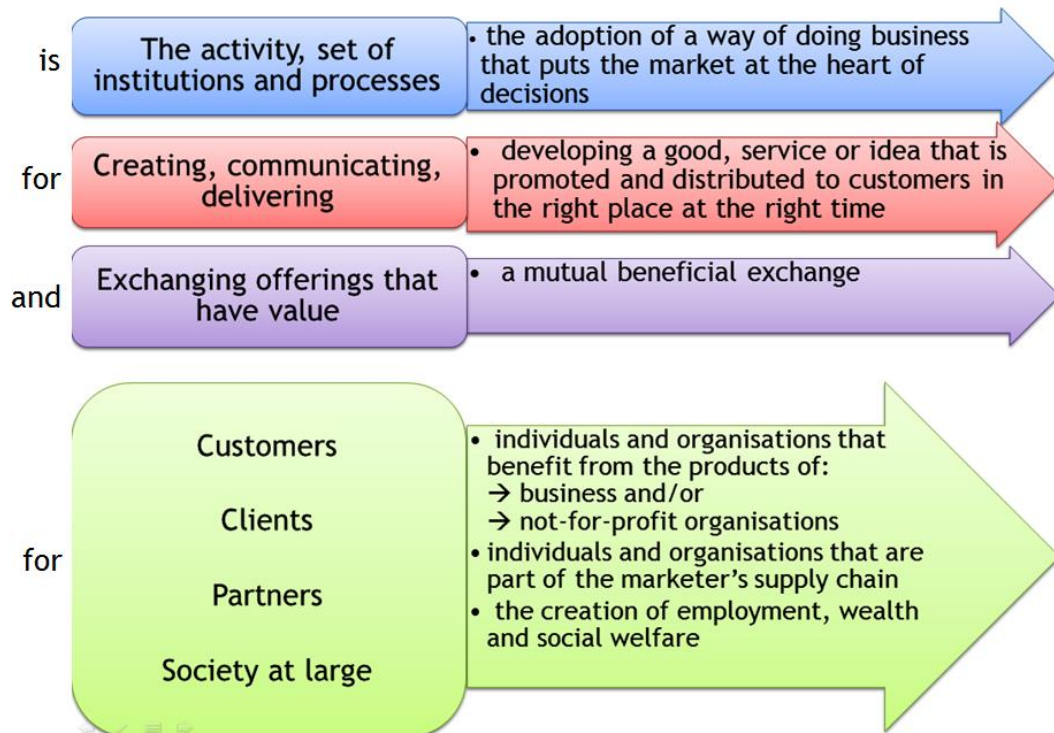 is
The activity, set of
institutions and processes
• the adoption of a way of doing business
that puts the market at the heart of
decisions
for
Creating, communicating,
delivering
• developing a good, service or idea that is
promoted and distributed to customers in
the right place at the right time
and
Exchanging offerings that
have value
• a mutual beneficial exchange
for
Customers
Clients
Partners
Society at large
• individuals and organisations that
benefit from the products of:
→ business and/or
→ not-for-profit organisations
• individuals and organisations that are
part of the marketer’s supply chain
• the creation of employment, wealth
and social welfare